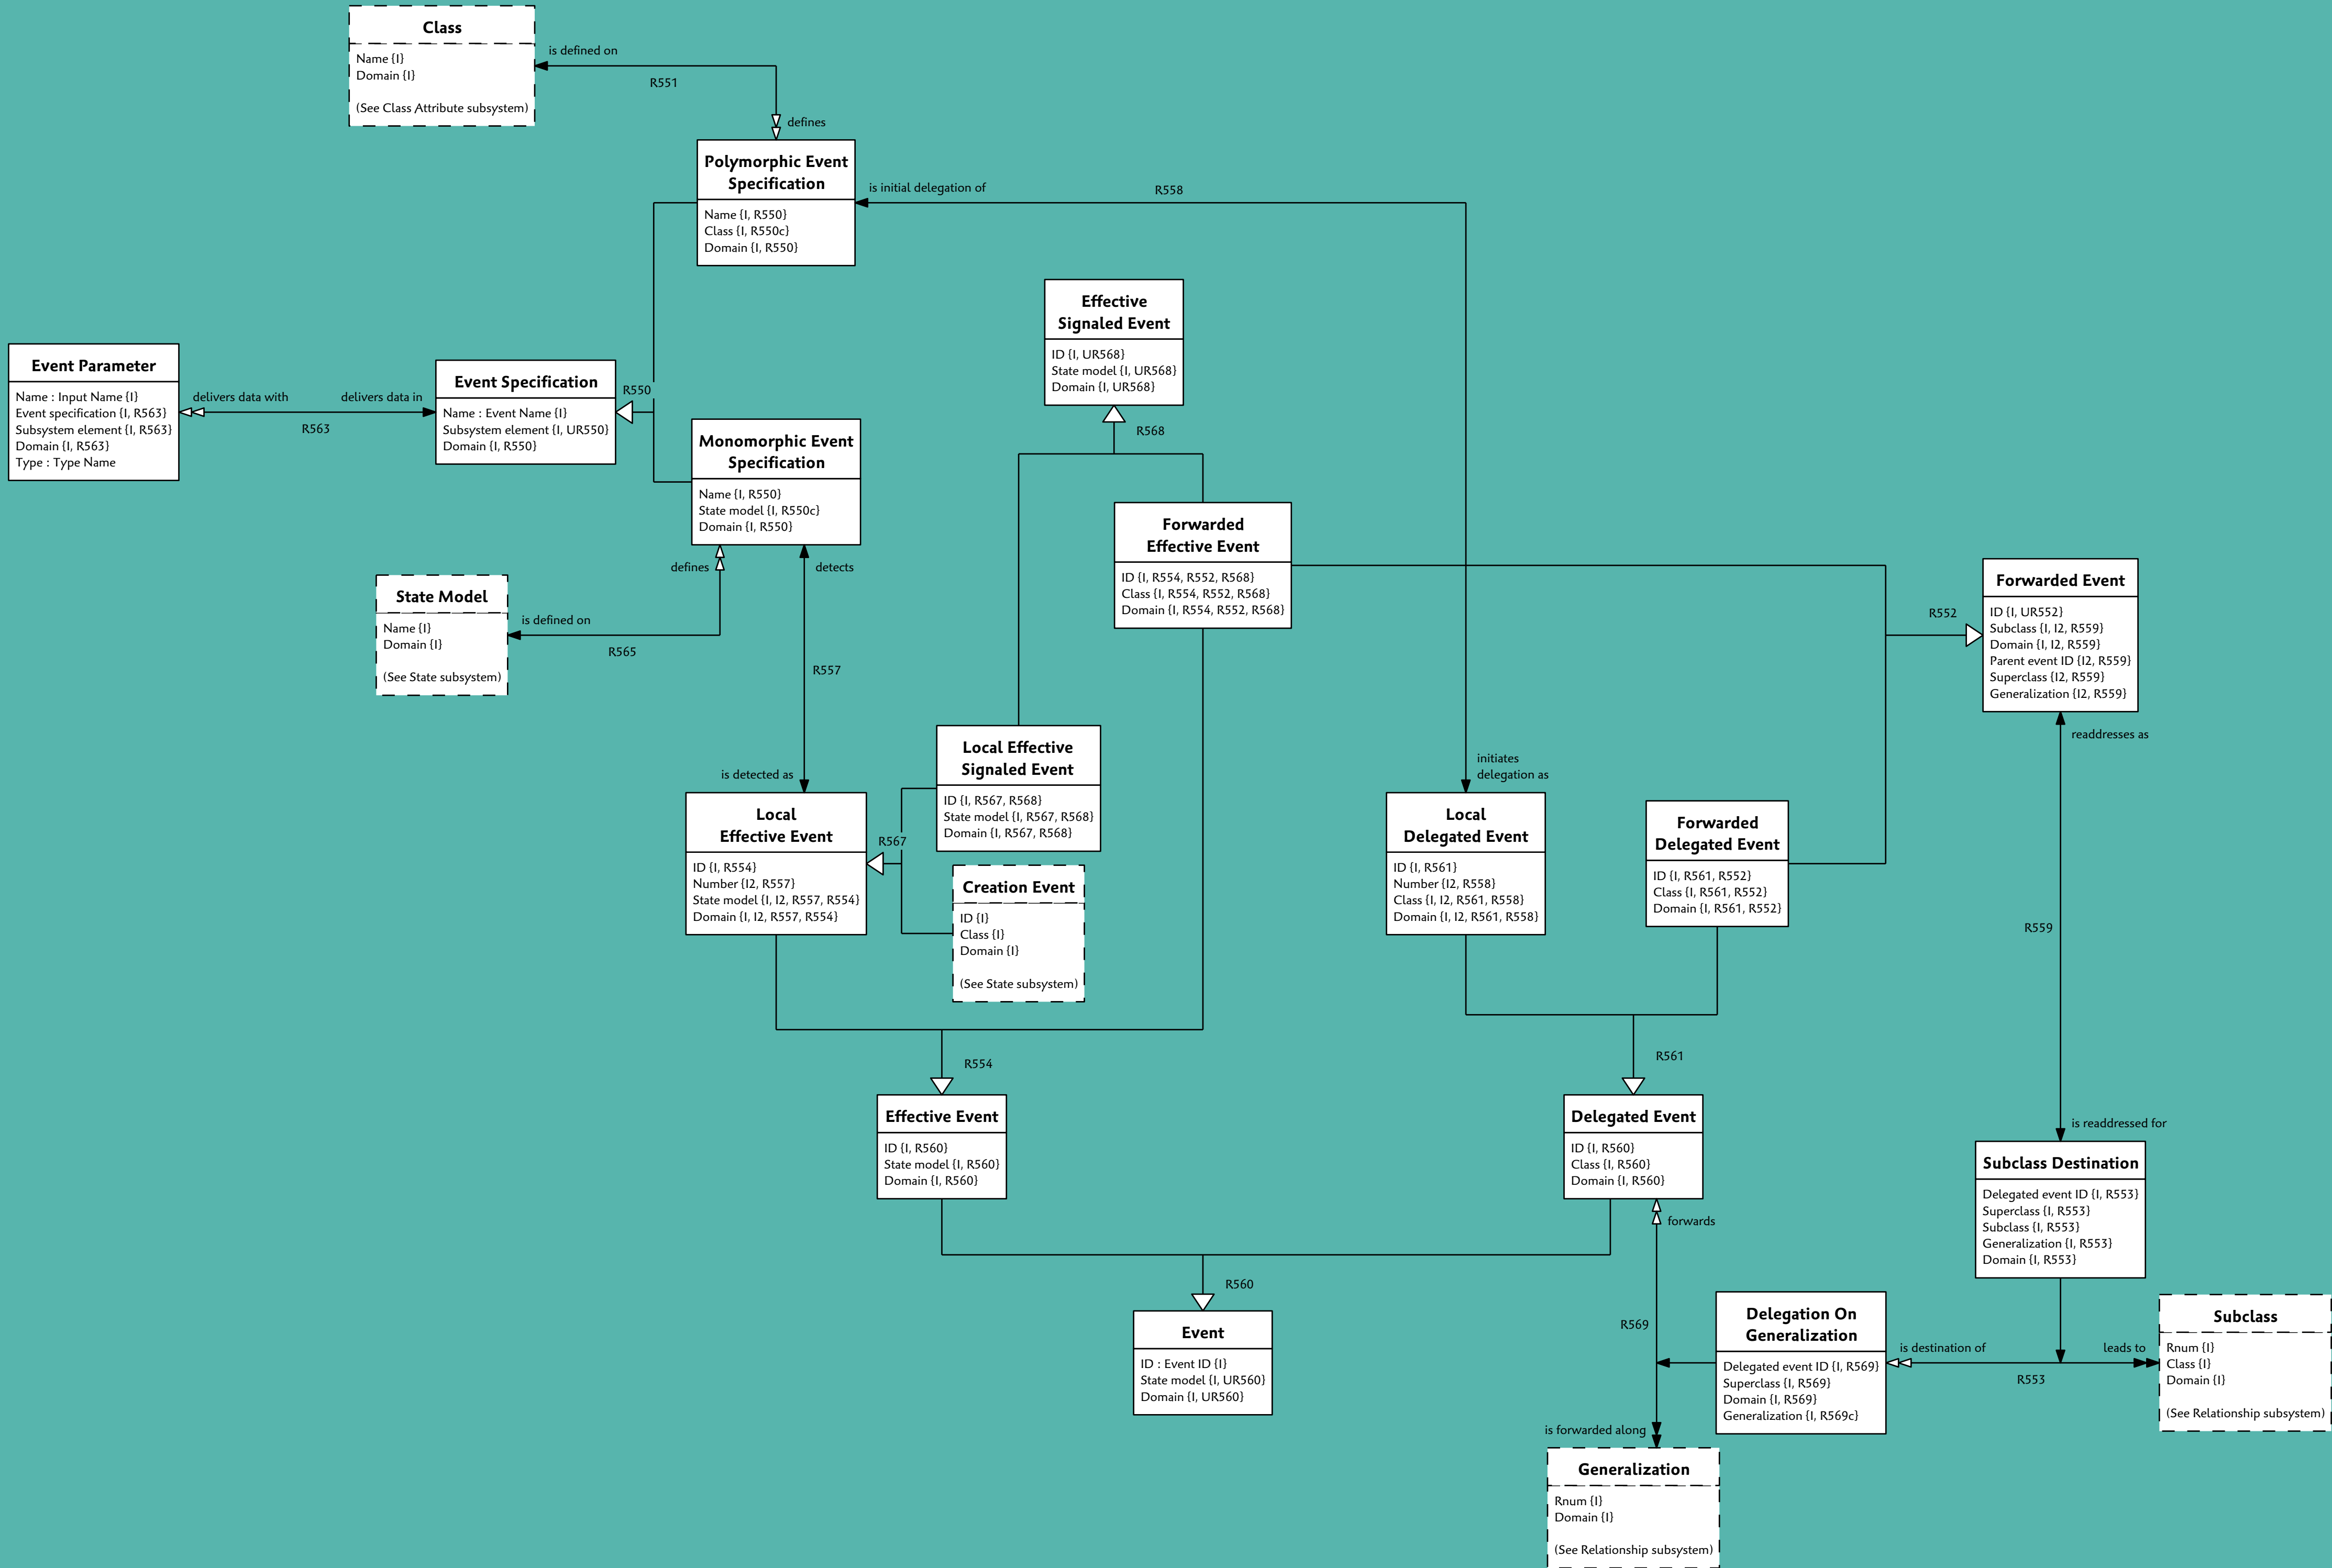 Class
Name {I}
Domain {I}
(See Class Attribute subsystem)
is defined on
R551
defines
Polymorphic Event
Specification
Name {I, R550}
Class {I, R550c}
Domain {I, R550}
is initial delegation of
R558
Effective
Signaled Event
ID {I, UR568}
State model {I, UR568}
Domain {I, UR568}
R568
Event Parameter
Name : Input Name {I}
Event specification {I, R563}
Subsystem element {I, R563}
Domain {I, R563}
Type : Type Name
delivers data with
delivers data in
R563
Event Specification
Name : Event Name {I}
Subsystem element {I, UR550}
Domain {I, R550}
R550
Monomorphic Event
Specification
Name {I, R550}
State model {I, R550c}
Domain {I, R550}
defines
detects
State Model
Name {I}
Domain {I}
(See State subsystem)
is defined on
R565
R557
is detected as
Forwarded
Effective Event
ID {I, R554, R552, R568}
Class {I, R554, R552, R568}
Domain {I, R554, R552, R568}
R552
Forwarded Event
ID {I, UR552}
Subclass {I, I2, R559}
Domain {I, I2, R559}
Parent event ID {I2, R559}
Superclass {I2, R559}
Generalization {I2, R559}
readdresses as
R559
is readdressed for
Local Effective
Signaled Event
ID {I, R567, R568}
State model {I, R567, R568}
Domain {I, R567, R568}
Local
Effective Event
ID {I, R554}
Number {I2, R557}
State model {I, I2, R557, R554}
Domain {I, I2, R557, R554}
R567
Creation Event
ID {I}
Class {I}
Domain {I}
(See State subsystem)
initiates
delegation as
Local
Delegated Event
ID {I, R561}
Number {I2, R558}
Class {I, I2, R561, R558}
Domain {I, I2, R561, R558}
Forwarded
Delegated Event
ID {I, R561, R552}
Class {I, R561, R552}
Domain {I, R561, R552}
R554
R561
Effective Event
ID {I, R560}
State model {I, R560}
Domain {I, R560}
Delegated Event
ID {I, R560}
Class {I, R560}
Domain {I, R560}
forwards
R560
Event
ID : Event ID {I}
State model {I, UR560}
Domain {I, UR560}
R569
is forwarded along
Subclass Destination
Delegated event ID {I, R553}
Superclass {I, R553}
Subclass {I, R553}
Generalization {I, R553}
Domain {I, R553}
Delegation On
Generalization
Delegated event ID {I, R569}
Superclass {I, R569}
Domain {I, R569}
Generalization {I, R569c}
is destination of
leads to
R553
Subclass
Rnum {I}
Class {I}
Domain {I}
(See Relationship subsystem)
Generalization
Rnum {I}
Domain {I}
(See Relationship subsystem)